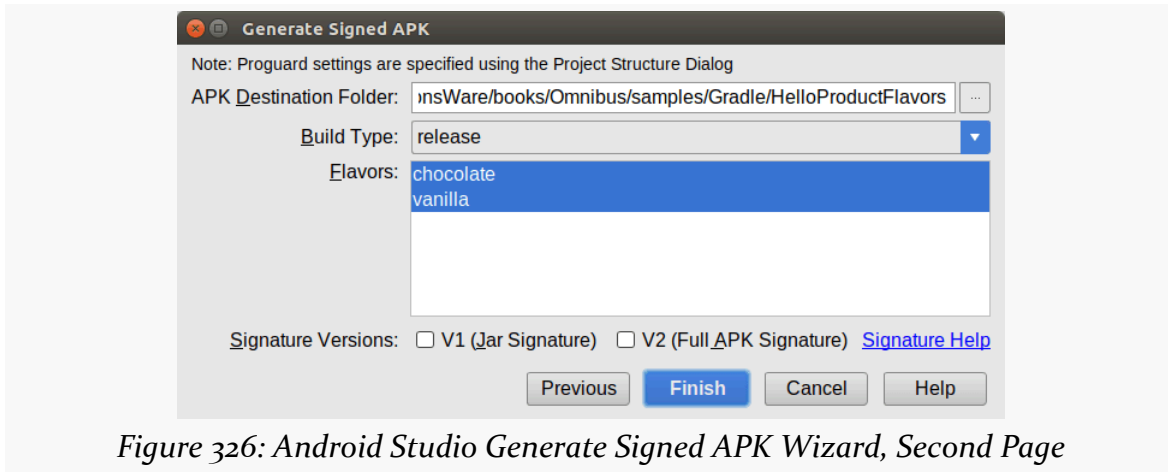 Generate Signed APK
Note: Proguard settings are specified using the Project Structure Dialog
APK Destination Folder: onsWare/books/Omnibus/samples/Gradle/HelloProductFlavors ...
Build Type: release
Flavors: chocolate
vanilla
Signature Versions: V1 (Jar Signature) V2 (Full APK Signature) Signature Help
Previous Finish Cancel Help
Figure 326: Android Studio Generate Signed APK Wizard, Second Page